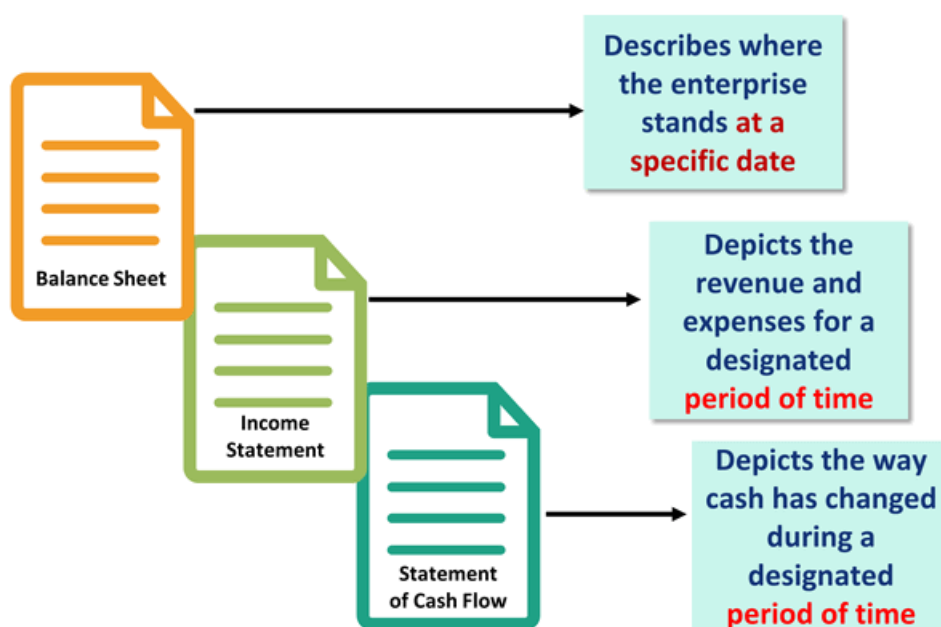 Balance Sheet
Describes where
the enterprise
stands at a
specific date
Income
Statement
Depicts the
revenue and
expenses for a
designated
period of time
Statement
of Cash Flow
Depicts the way
cash has changed
during a
designated
period of time